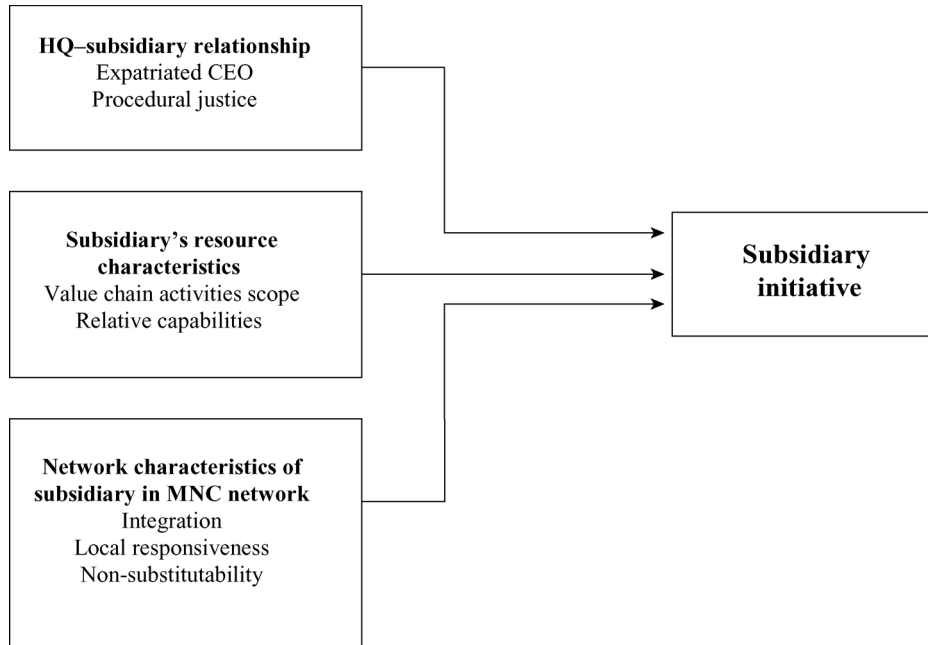 HQ–subsidiary relationship
Expatriated CEO
Procedural justice
Subsidiary’s resource
characteristics
Value chain activities scope
Relative capabilities
Network characteristics of
subsidiary in MNC network
Integration
Local responsiveness
Non-substitutability
Subsidiary
initiative